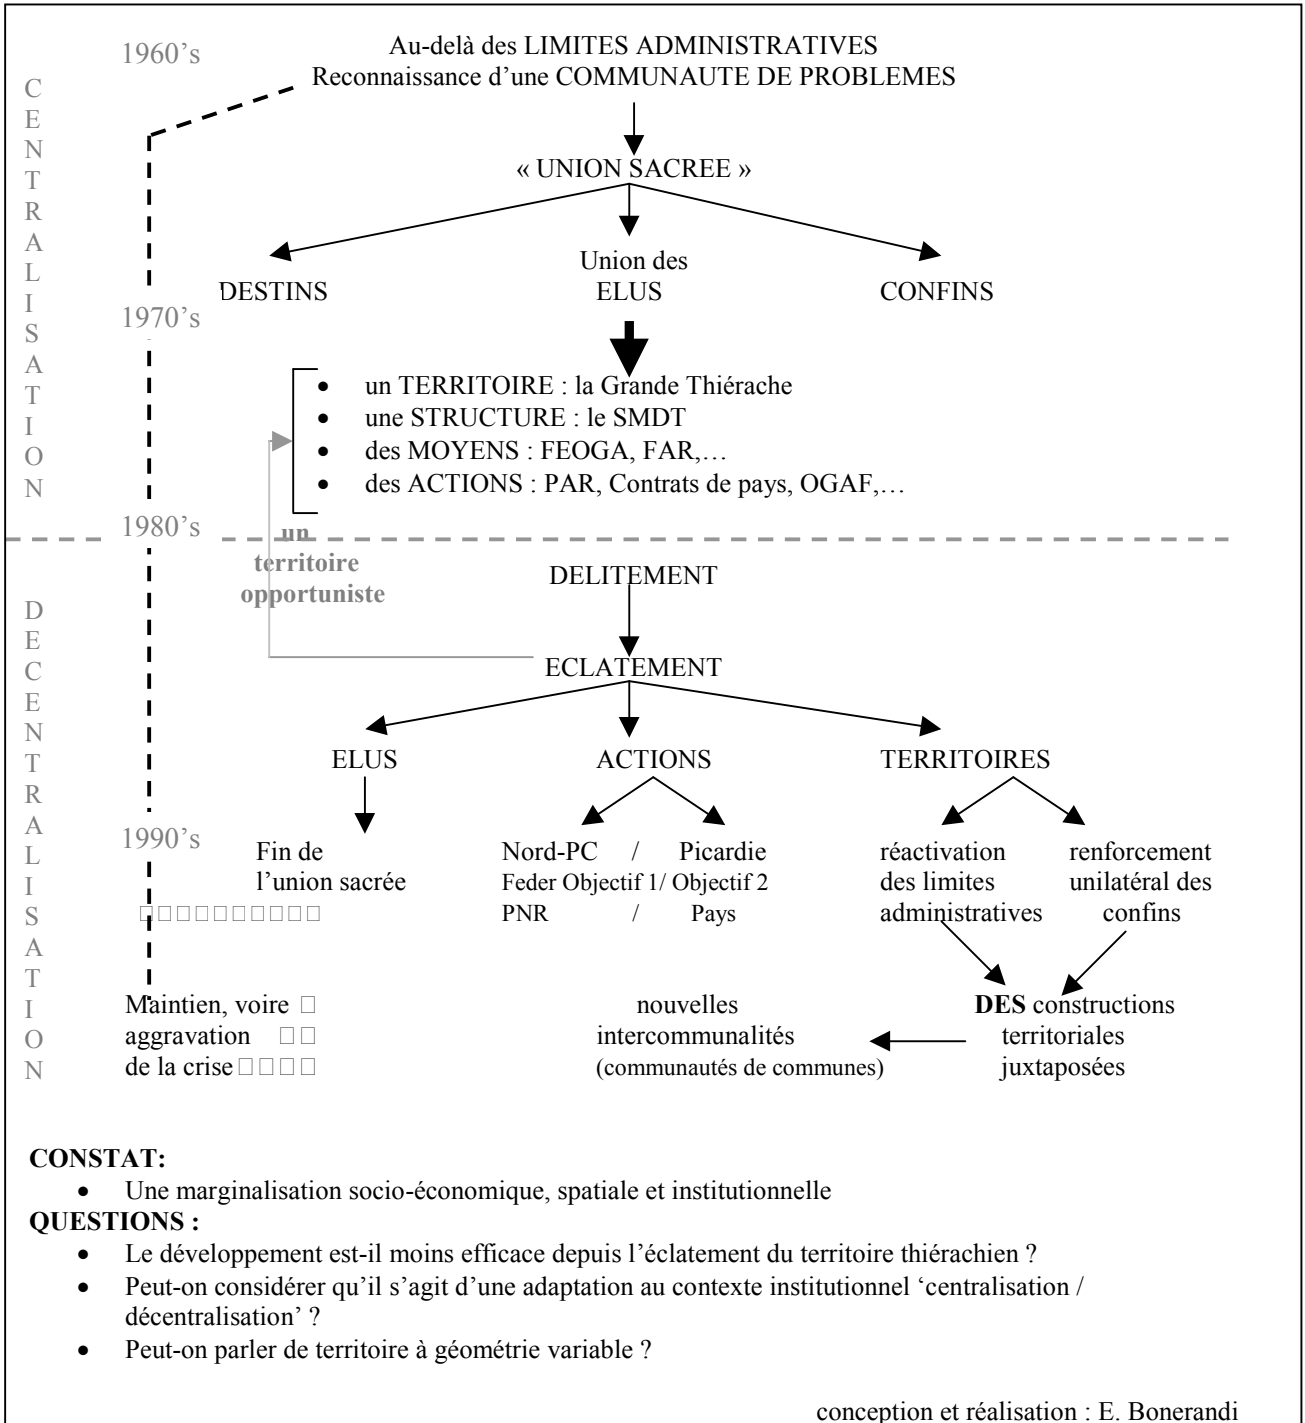 1960's
Au-delà des LIMITES ADMINISTRATIVES
Reconnaissance d'une COMMUNAUTE DE PROBLEMES
CENTRALISATION
« UNION SACREE »
DESTINS
Union des
ELUS
CONFINS
1970's
• un TERRITOIRE : la Grande Thiérache
• une STRUCTURE : le SMDT
• des MOYENS : FEOGA, FAR,…
• des ACTIONS : PAR, Contrats de pays, OGAF,…
1980's
un
territoire
opportuniste
DECENTRALISATION
DELITEMENT
ECLATEMENT
ELUS
ACTIONS
TERRITOIRES
1990's
Fin de
l'union sacrée
Nord-PC / Picardie
Feder Objectif 1/ Objectif 2
PNR / Pays
réactivation
des limites
administratives
renforcement
unilatéral des
confins
Maintien, voire
aggravation
de la crise
nouvelles
intercommunalités
(communautés de communes)
DES constructions
territoriales
juxtaposées
CONSTAT:
• Une marginalisation socio-économique, spatiale et institutionnelle
QUESTIONS :
• Le développement est-il moins efficace depuis l'éclatement du territoire thiérachien ?
• Peut-on considérer qu'il s'agit d'une adaptation au contexte institutionnel 'centralisation /
décentralisation' ?
• Peut-on parler de territoire à géométrie variable ?
conception et réalisation : E. Bonerandi